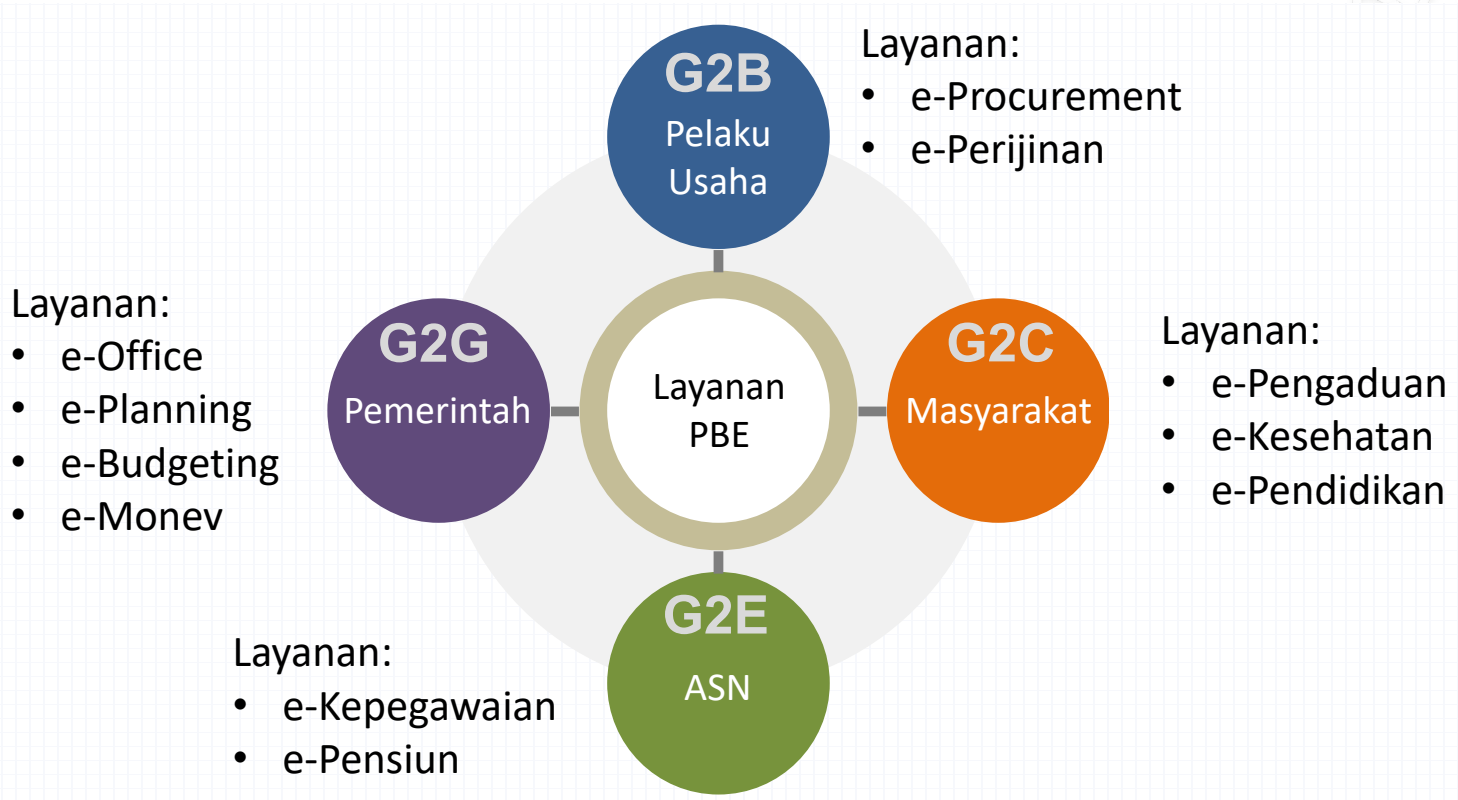 G2B
Pelaku
Usaha
Layanan:
• e-Procurement
• e-Perijinan
Layanan:
• e-Office
• e-Planning
• e-Budgeting
• e-Monev
G2G
Pemerintah
Layanan
PBE
G2C
Masyarakat
Layanan:
• e-Pengaduan
• e-Kesehatan
• e-Pendidikan
Layanan:
• e-Kepegawaian
• e-Pensiun
G2E
ASN